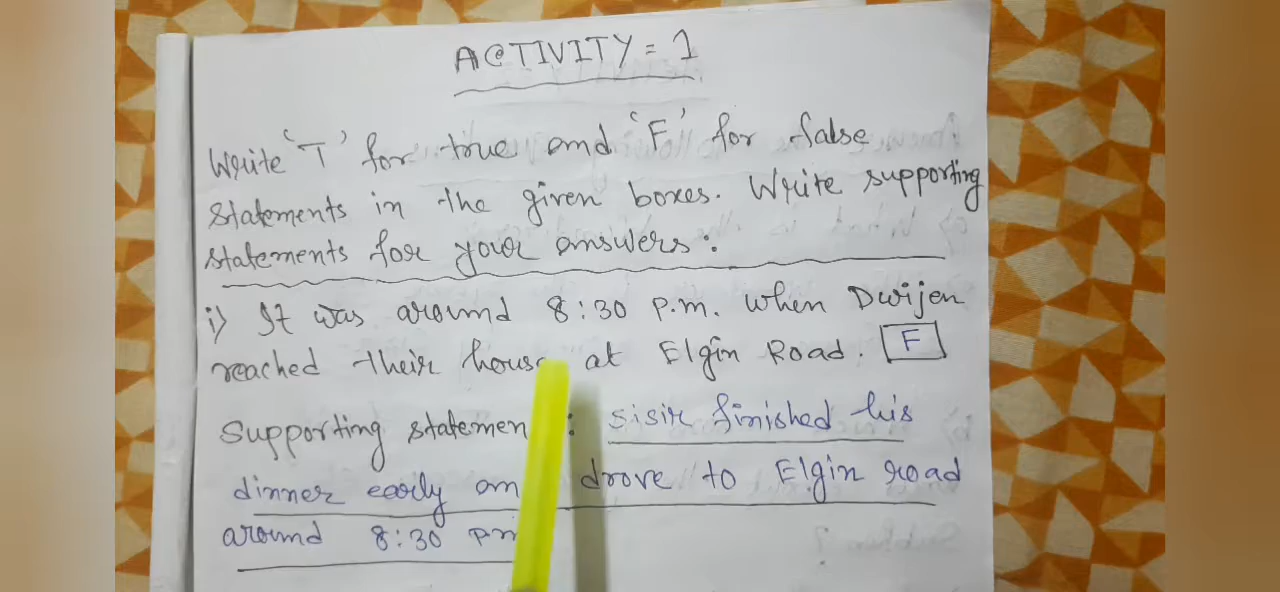 ACTIVITY = 1
Write 'T' for true and 'F' for false
statements in the given boxes. Write supporting
statements for your answers:
i) It was around 8:30 p.m. when Dwijen
reached their house at Elgin Road. F
Supporting statemen : Sisir finished his
dinner early an drove to Elgin road
around 8:30 pm